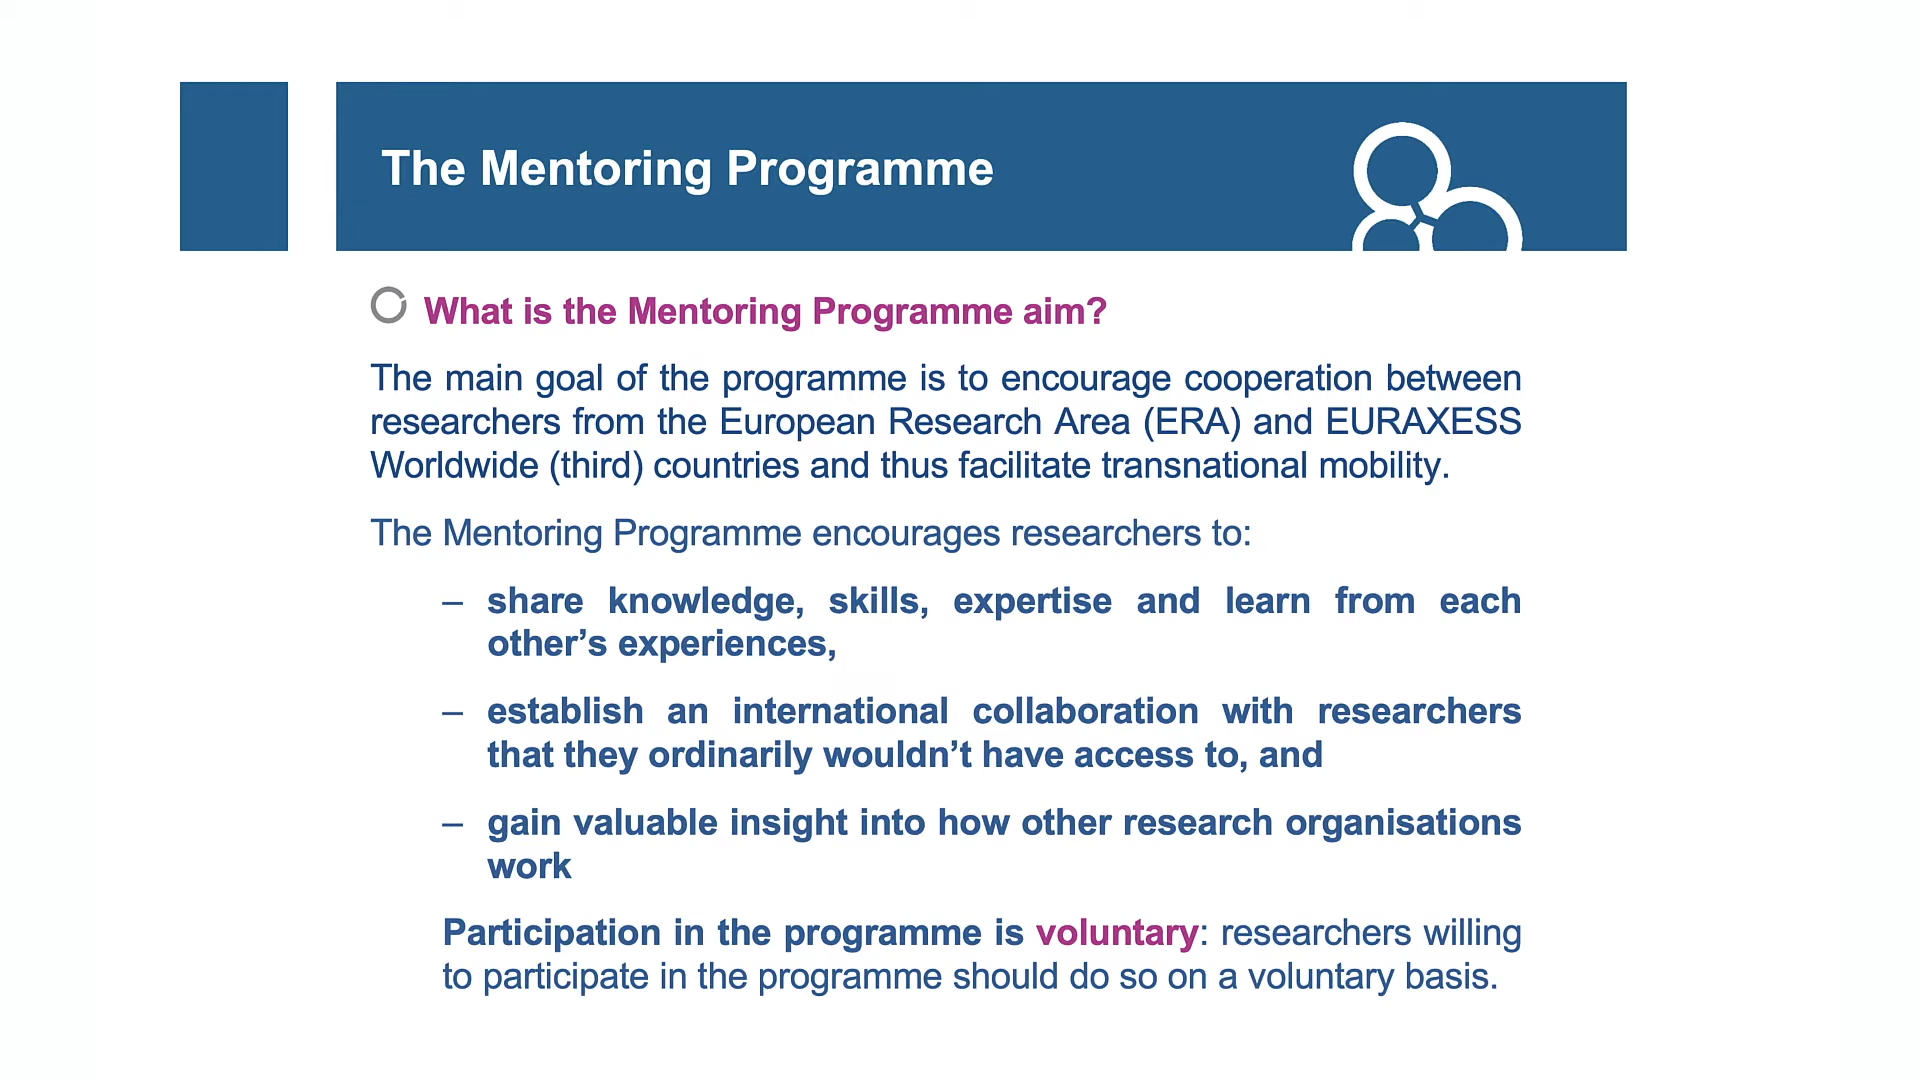 The Mentoring Programme
What is the Mentoring Programme aim?
The main goal of the programme is to encourage cooperation between
researchers from the European Research Area (ERA) and EURAXESS
Worldwide (third) countries and thus facilitate transnational mobility.
The Mentoring Programme encourages researchers to:
– share knowledge, skills, expertise and learn from each
other’s experiences,
– establish an international collaboration with researchers
that they ordinarily wouldn’t have access to, and
– gain valuable insight into how other research organisations
work
Participation in the programme is voluntary: researchers willing
to participate in the programme should do so on a voluntary basis.